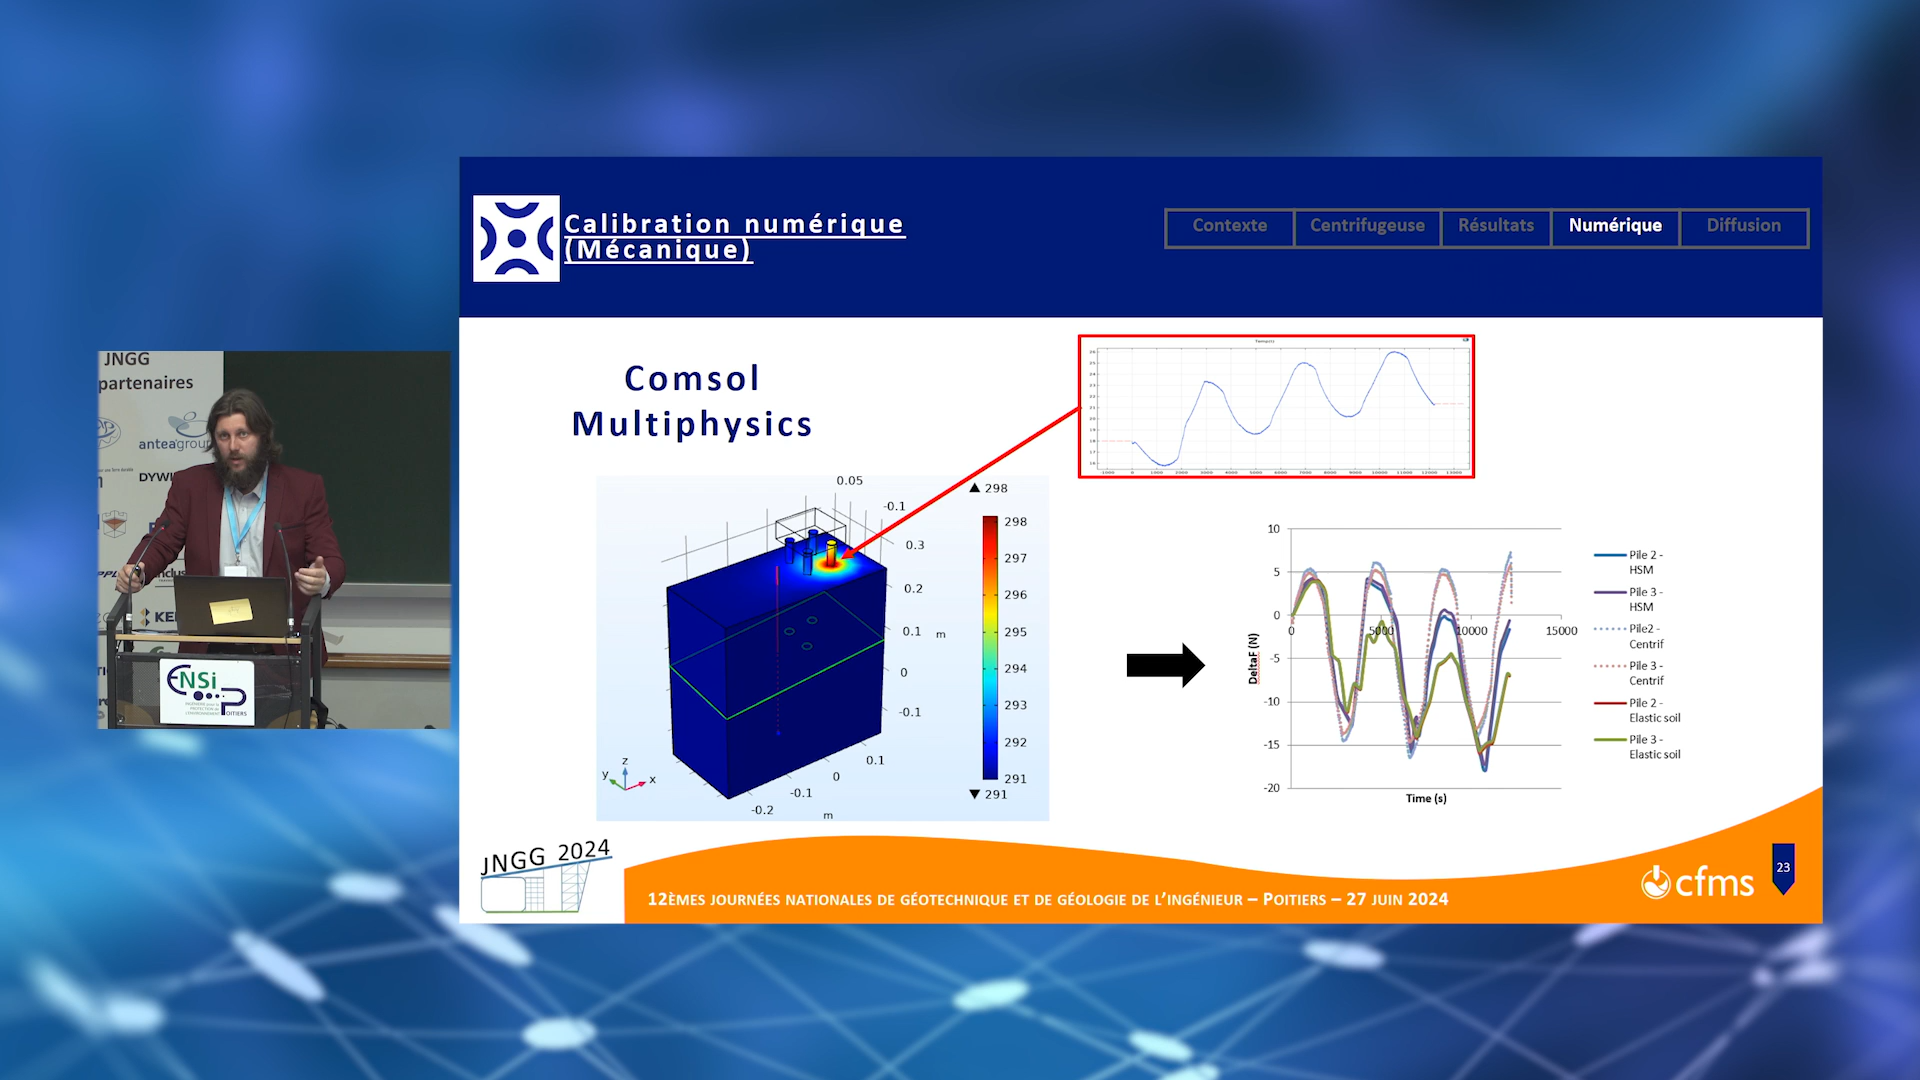 Calibration numérique
(Mécanique)
Contexte
Centrifugeuse
Résultats
Numérique
Diffusion
Comsol
Multiphysics
JNGG
partenaires
anteagroup
DYWI
KEL
ENSi
Poitiers
0.05
-0.1
0.3
0.2
0.1
m
0
-0.1
0.1
0
-0.1
-0.2
m
z
y
x
▲ 298
298
297
296
295
294
293
292
291
▼ 291
10
5
0
-5
-10
-15
-20
0
5000
10000
15000
DeltaF (N)
Time (s)
Pile 2 -
HSM
Pile 3 -
HSM
Pile2 -
Centrif
Pile 3 -
Centrif
Pile 2 -
Elastic soil
Pile 3 -
Elastic soil
JNGG 2024
12èmes journées nationales de géotechnique et de géologie de l'ingénieur – Poitiers – 27 juin 2024
cfms
23